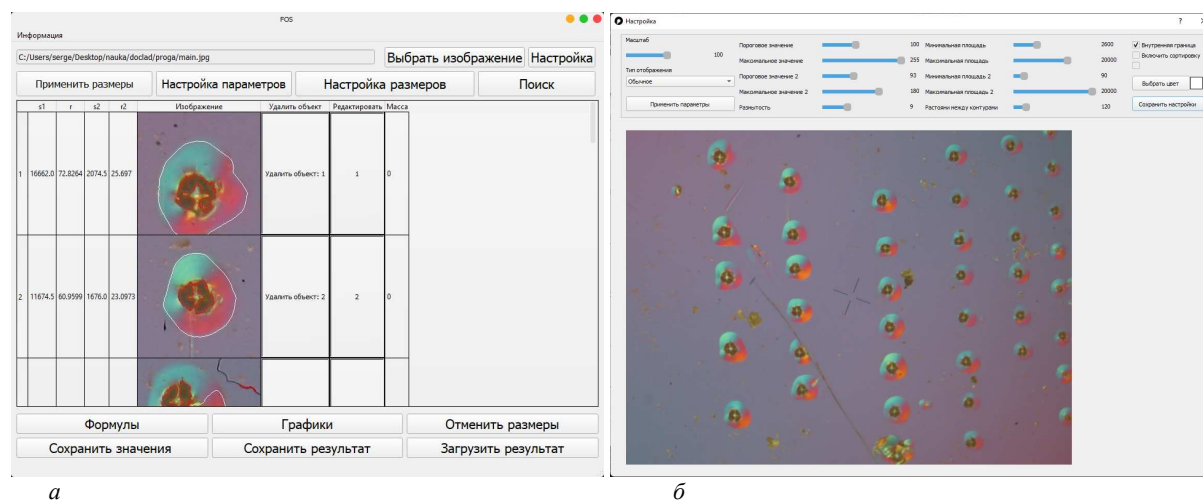 FOS
Информация
C:/Users/serge/Desktop/nauka/doclad/proga/main.jpg Выбрать изображение Настройка
Применить размеры Настройка параметров Настройка размеров Поиск
s1 r s2 r2 Изображение Удалить объект Редактировать Масса
1 16662.0 72.8264 2074.5 25.697 Удалить объект: 1 1 0
2 11674.5 60.9599 1676.0 23.0973 Удалить объект: 2 2 0
Формулы Графики Отменить размеры
Сохранить значения Сохранить результат Загрузить результат
а
Настройка ?
Масштаб
100
Тип отображения
Обычное
Применить параметры
Пороговое значение 100 Минимальная площадь 2600
Максимальное значение 255 Максимальная площадь 20000
Пороговое значение 2 93 Минимальная площадь 2 90
Максимальное значение 2 180 Максимальная площадь 2 20000
Размытость 9 Растояни между контурами 120
Внутренняя граница
Включить сортировку
Выбрать цвет
Сохранить настройки
б